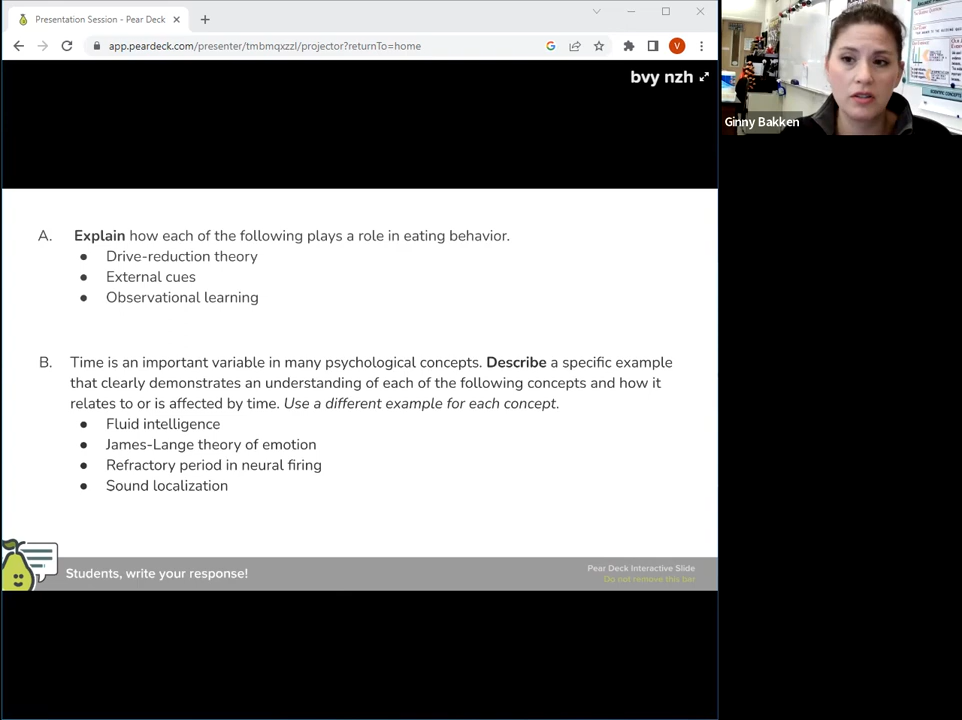 Presentation Session - Pear Deck
app.peardeck.com/presenter/tmbmqxzzl/projector?returnTo=home
V
bvy nzh
Ginny Bakken
A. Explain how each of the following plays a role in eating behavior.
● Drive-reduction theory
● External cues
● Observational learning
B. Time is an important variable in many psychological concepts. Describe a specific example
that clearly demonstrates an understanding of each of the following concepts and how it
relates to or is affected by time. Use a different example for each concept.
● Fluid intelligence
● James-Lange theory of emotion
● Refractory period in neural firing
● Sound localization
Students, write your response!
Pear Deck Interactive Slide
Do not remove this bar